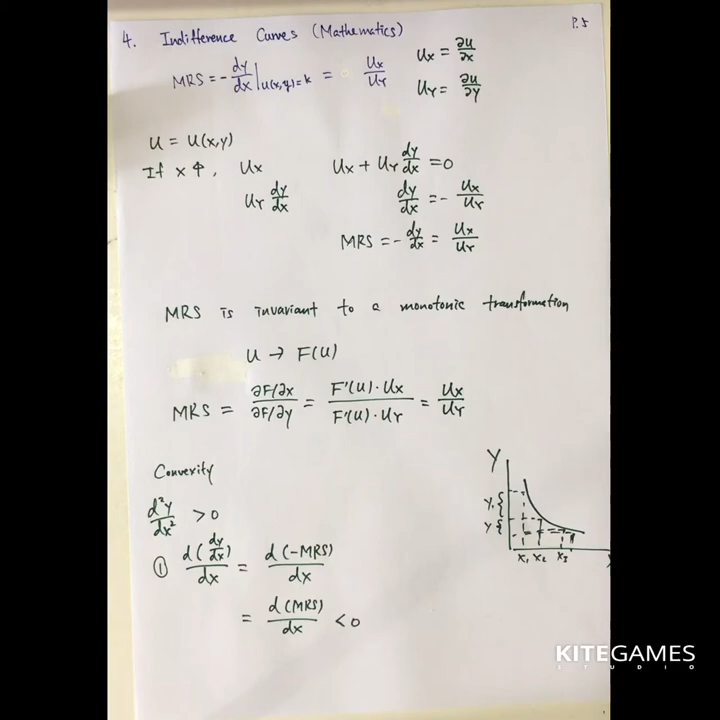 P.5
4. Indifference Curves (Mathematics)
MRS = - dy/dx |u(x,y)=k = Ux/UY
Ux = ∂u/∂x
UY = ∂u/∂Y
u = u(x,y)
If x ↑, Ux
UY dy/dx
Ux + UY dy/dx = 0
dy/dx = - Ux/UY
MRS = - dy/dx = Ux/UY
MRS is invariant to a monotonic transformation
u → F(u)
MRS = ∂F/∂x / ∂F/∂y = F'(u)·Ux / F'(u)·UY = Ux/UY
Convexity
d²Y/dx² > 0
① d(dy/dx)/dx = d(-MRS)/dx
= d(MRS)/dx < 0
Y
Y1
Y
x1 x2 x3
KITEGAMES
STUDIO